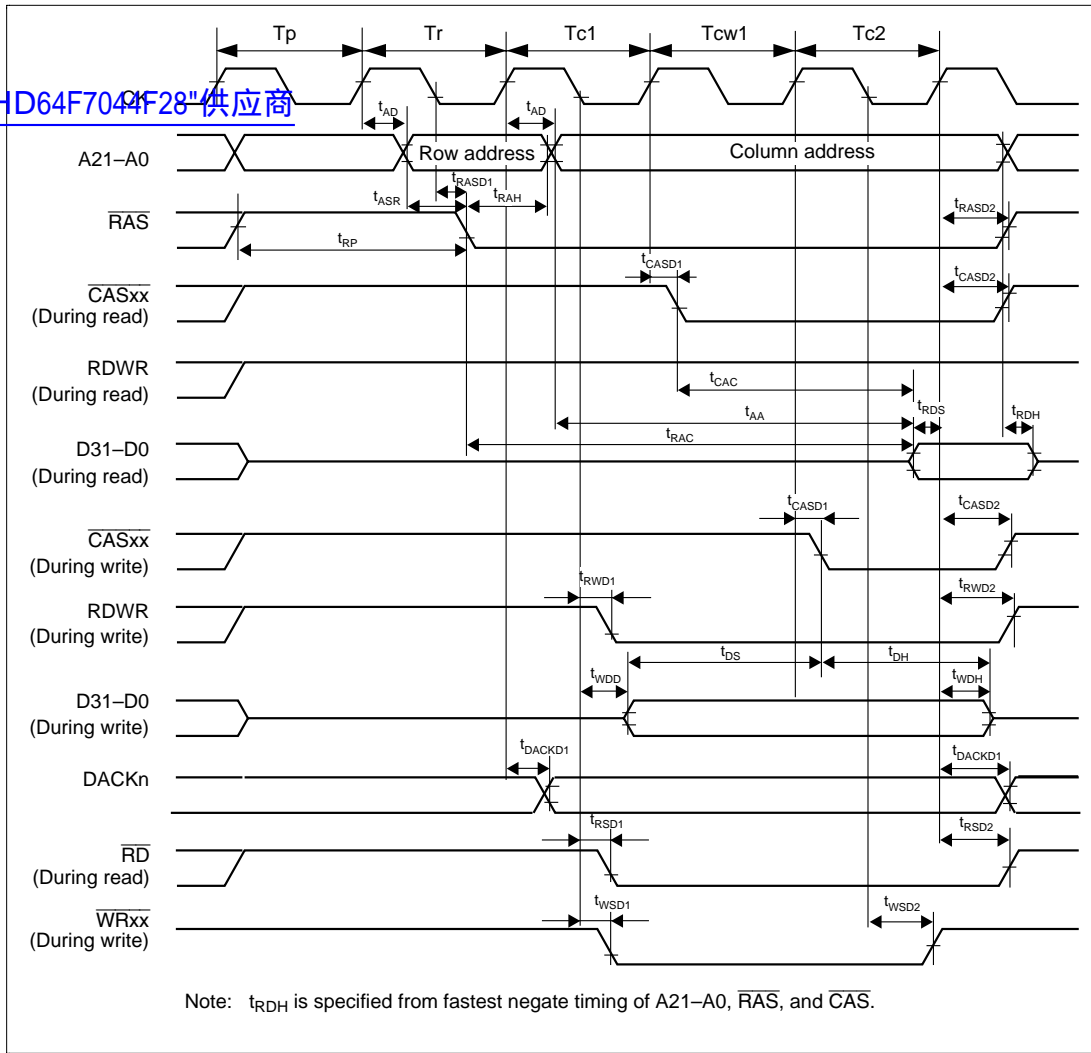 Tp Tr Tc1 Tcw1 Tc2
HD64F7044F28"供应商
tAD tAD
A21–A0 Row address Column address
tRASD1
tASR tRAH tRASD2
RAS
tRP
tCASD1 tCASD2
CASxx
(During read)
RDWR
(During read)
tCAC
tRDS
tAA tRDH
tRAC
D31–D0
(During read)
tCASD1 tCASD2
CASxx
(During write)
tRWD1 tRWD2
RDWR
(During write)
tDS tDH
tWDD tWDH
D31–D0
(During write)
tDACKD1 tDACKD1
DACKn
tRSD1 tRSD2
RD
(During read)
tWSD1 tWSD2
WRxx
(During write)
Note: tRDH is specified from fastest negate timing of A21–A0, RAS, and CAS.